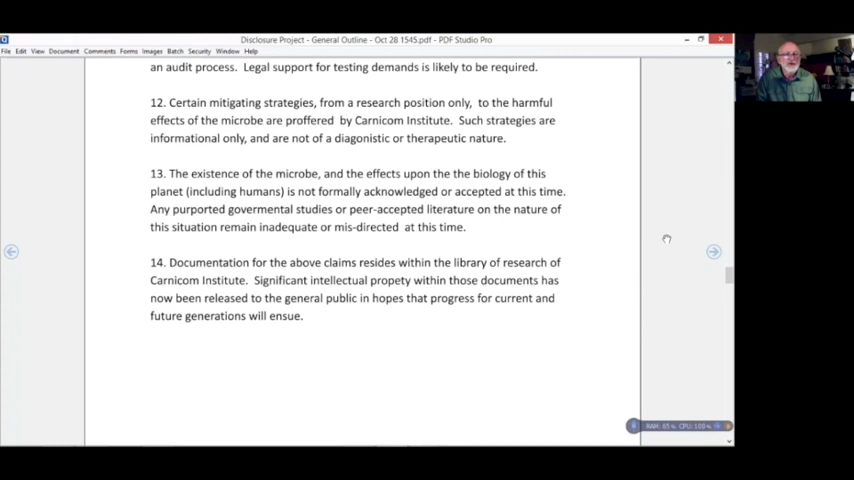 Disclosure Project - General Outline - Oct 28 1545.pdf - PDF Studio Pro
File Edit View Document Comments Forms Images Batch Security Window Help
an audit process. Legal support for testing demands is likely to be required.
12. Certain mitigating strategies, from a research position only, to the harmful
effects of the microbe are proffered by Carnicom Institute. Such strategies are
informational only, and are not of a diagonistic or therapeutic nature.
13. The existence of the microbe, and the effects upon the the biology of this
planet (including humans) is not formally acknowledged or accepted at this time.
Any purported govermental studies or peer-accepted literature on the nature of
this situation remain inadequate or mis-directed at this time.
14. Documentation for the above claims resides within the library of research of
Carnicom Institute. Significant intellectual propety within those documents has
now been released to the general public in hopes that progress for current and
future generations will ensue.
RAM: 65% CPU: 100%